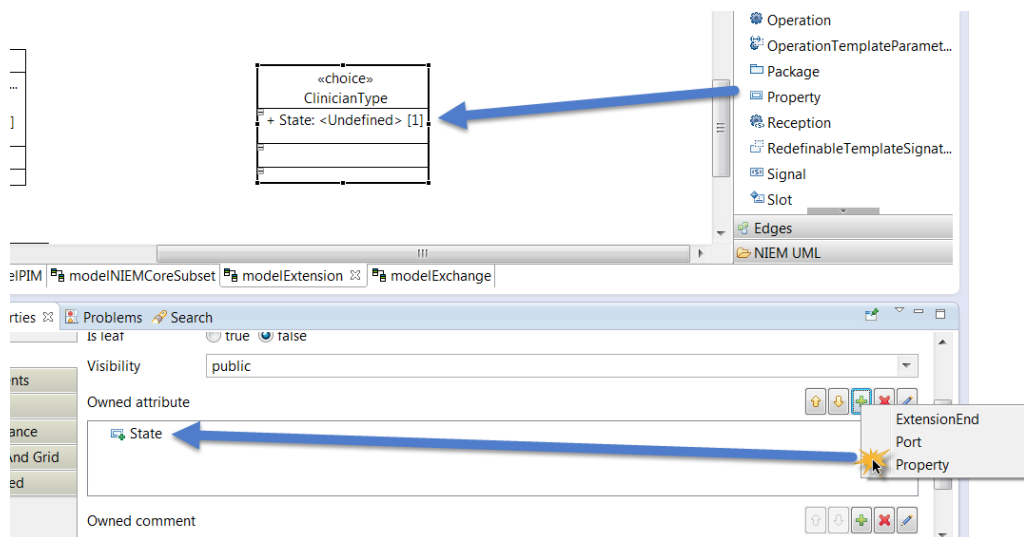 Operation
OperationTemplateParamet...
Package
Property
Reception
RedefinableTemplateSignat...
Signal
Slot
Edges
NIEM UML
...
]
«choice»
ClinicianType
+ State: <Undefined> [1]
elPIM modelNIEMCoreSubset modelExtension modelExchange
rties Problems Search
Is leaf true false
Visibility public
Owned attribute
State
nts
ance
And Grid
ed
ExtensionEnd
Port
Property
Owned comment